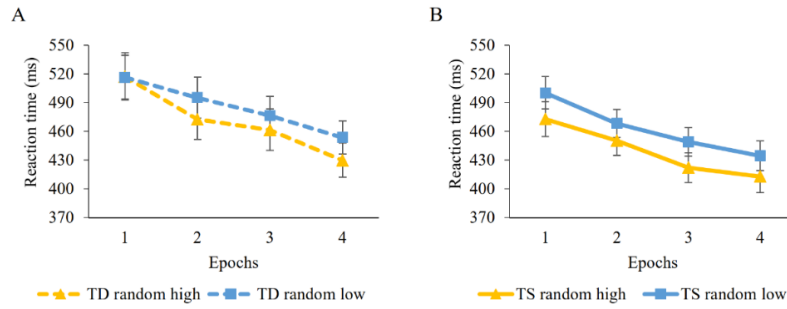 A
Reaction time (ms)
550
520
490
460
430
400
370
1 2 3 4
Epochs
TD random high TD random low
B
Reaction time (ms)
550
520
490
460
430
400
370
1 2 3 4
Epochs
TS random high TS random low